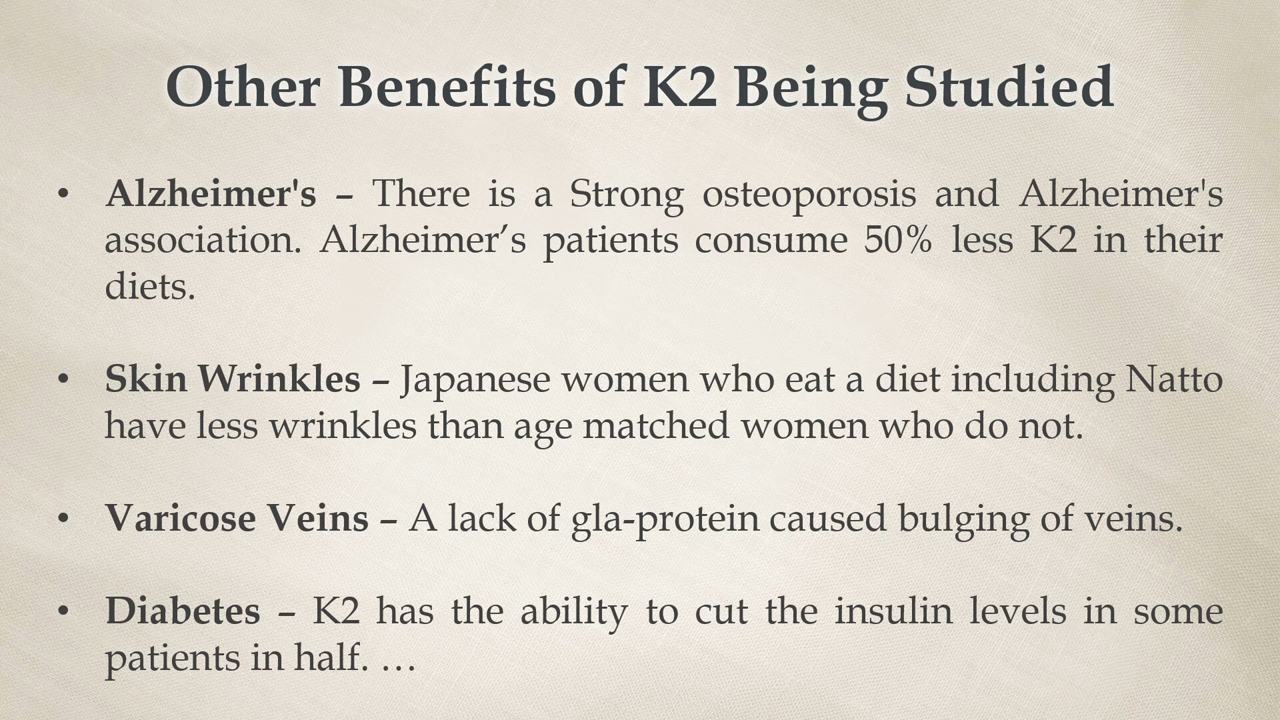 Other Benefits of K2 Being Studied
• Alzheimer's – There is a Strong osteoporosis and Alzheimer's
association. Alzheimer’s patients consume 50% less K2 in their
diets.
• Skin Wrinkles – Japanese women who eat a diet including Natto
have less wrinkles than age matched women who do not.
• Varicose Veins – A lack of gla-protein caused bulging of veins.
• Diabetes – K2 has the ability to cut the insulin levels in some
patients in half. …